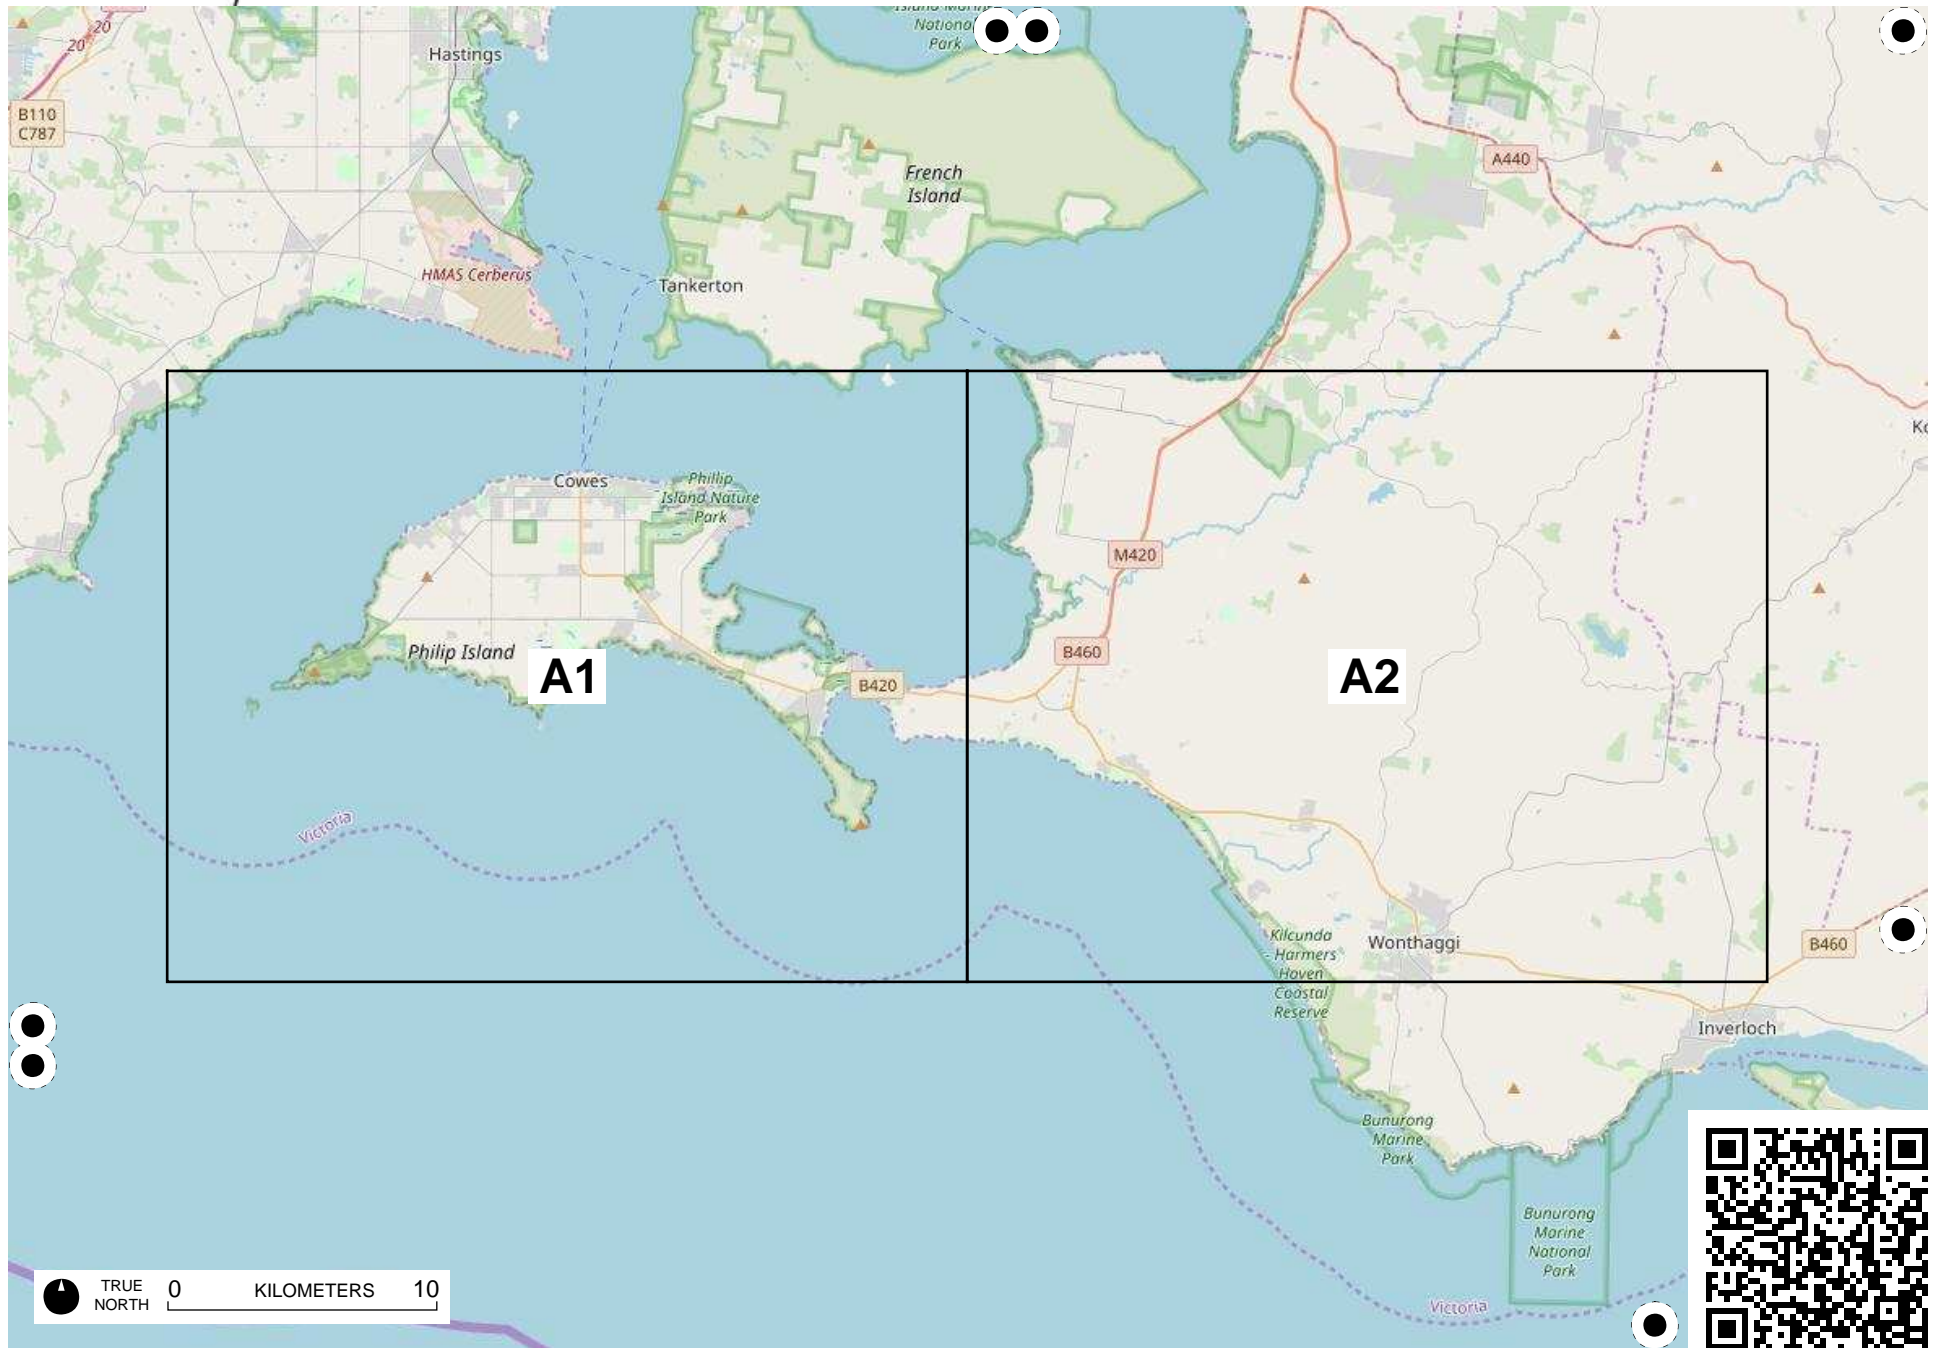 20
20
Hastings
B110
C787
National
Park
A440
French
Island
HMAS Cerberus
Tankerton
Cowes
Phillip
Island Nature
Park
M420
Philip Island
A1
B420
B460
A2
Victoria
Kilcunda
- Harmers
Haven
Coastal
Reserve
Wonthaggi
B460
Inverloch
Bunurong
Marine
Park
Bunurong
Marine
National
Park
Victoria
TRUE
NORTH
0 KILOMETERS 10